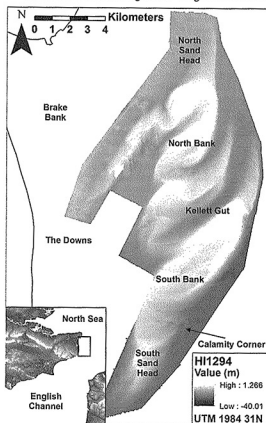 N
0 1 2 3 4
Kilometers
North
Sand
Head
Brake
Bank
North Bank
Kellett Gut
The Downs
South Bank
Calamity Corner
South
Sand
Head
North Sea
English
Channel
HI1294
Value (m)
High : 1.266
Low : -40.01
UTM 1984 31N